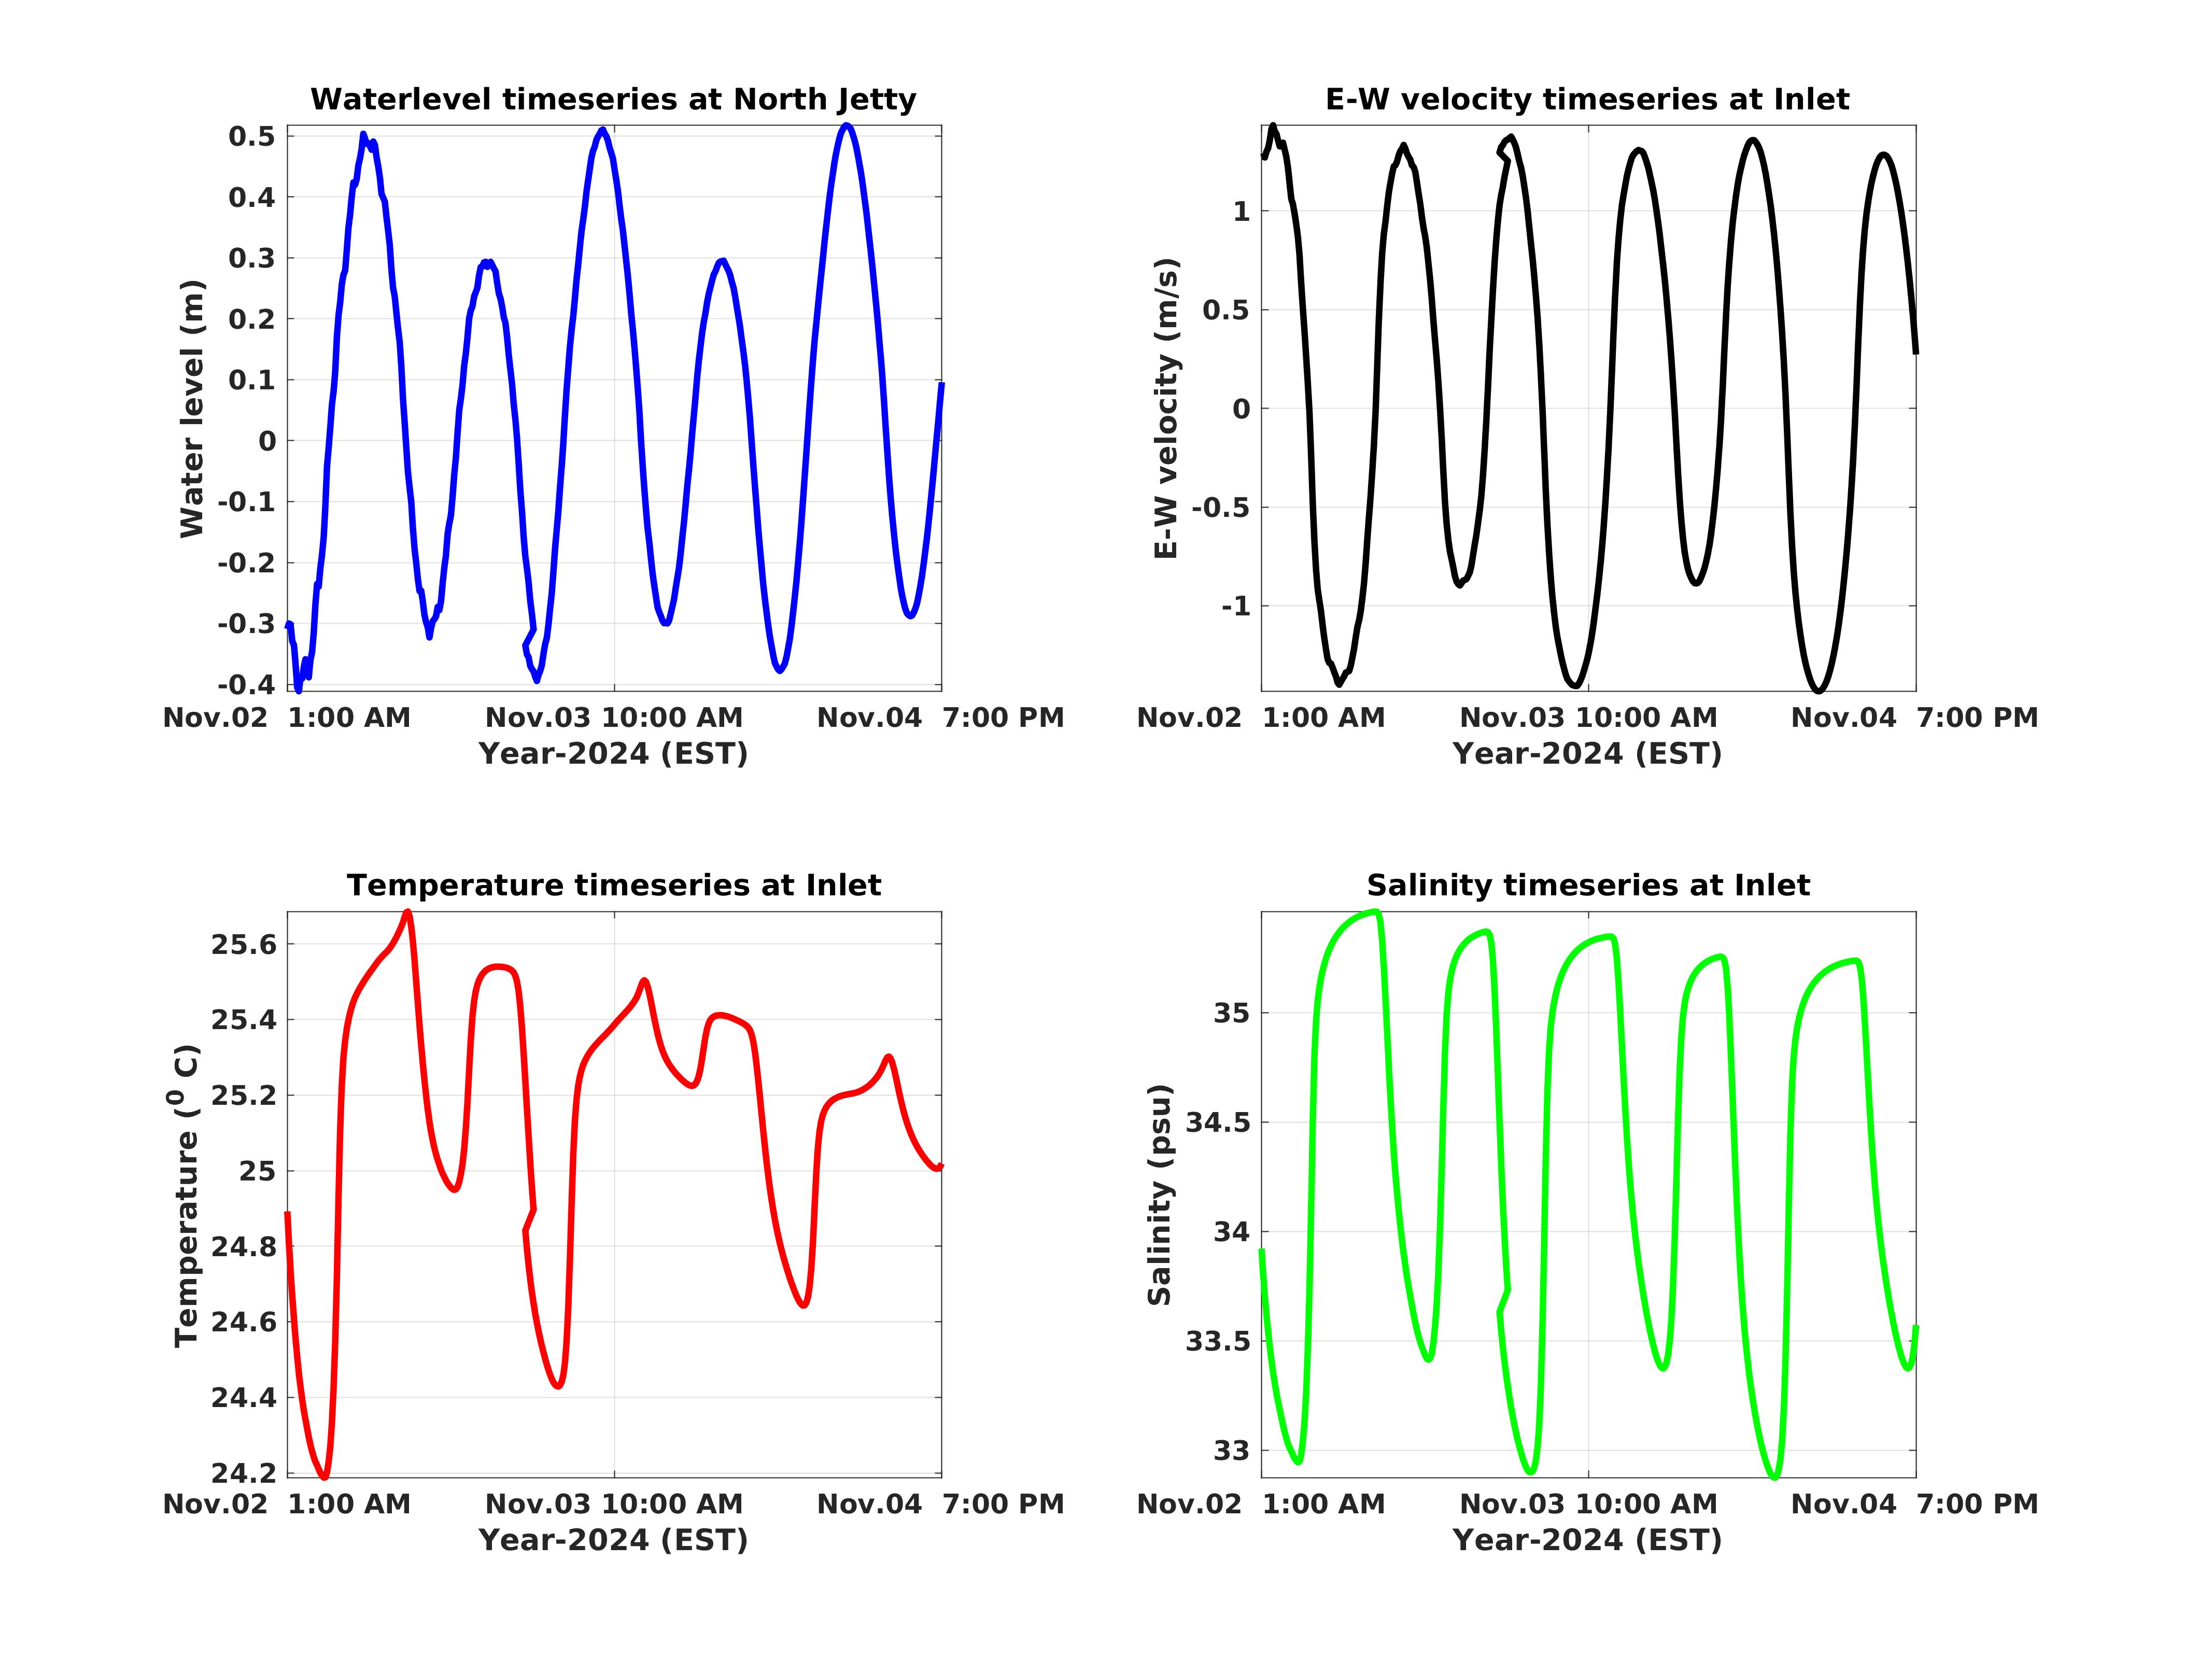 Waterlevel timeseries at North Jetty
0.5
0.4
0.3
0.2
0.1
0
-0.1
-0.2
-0.3
-0.4
Water level (m)
Nov.02 1:00 AM Nov.03 10:00 AM Nov.04 7:00 PM
Year-2024 (EST)
E-W velocity timeseries at Inlet
1
0.5
0
-0.5
-1
E-W velocity (m/s)
Nov.02 1:00 AM Nov.03 10:00 AM Nov.04 7:00 PM
Year-2024 (EST)
Temperature timeseries at Inlet
25.6
25.4
25.2
25
24.8
24.6
24.4
24.2
Temperature (⁰ C)
Nov.02 1:00 AM Nov.03 10:00 AM Nov.04 7:00 PM
Year-2024 (EST)
Salinity timeseries at Inlet
35
34.5
34
33.5
33
Salinity (psu)
Nov.02 1:00 AM Nov.03 10:00 AM Nov.04 7:00 PM
Year-2024 (EST)